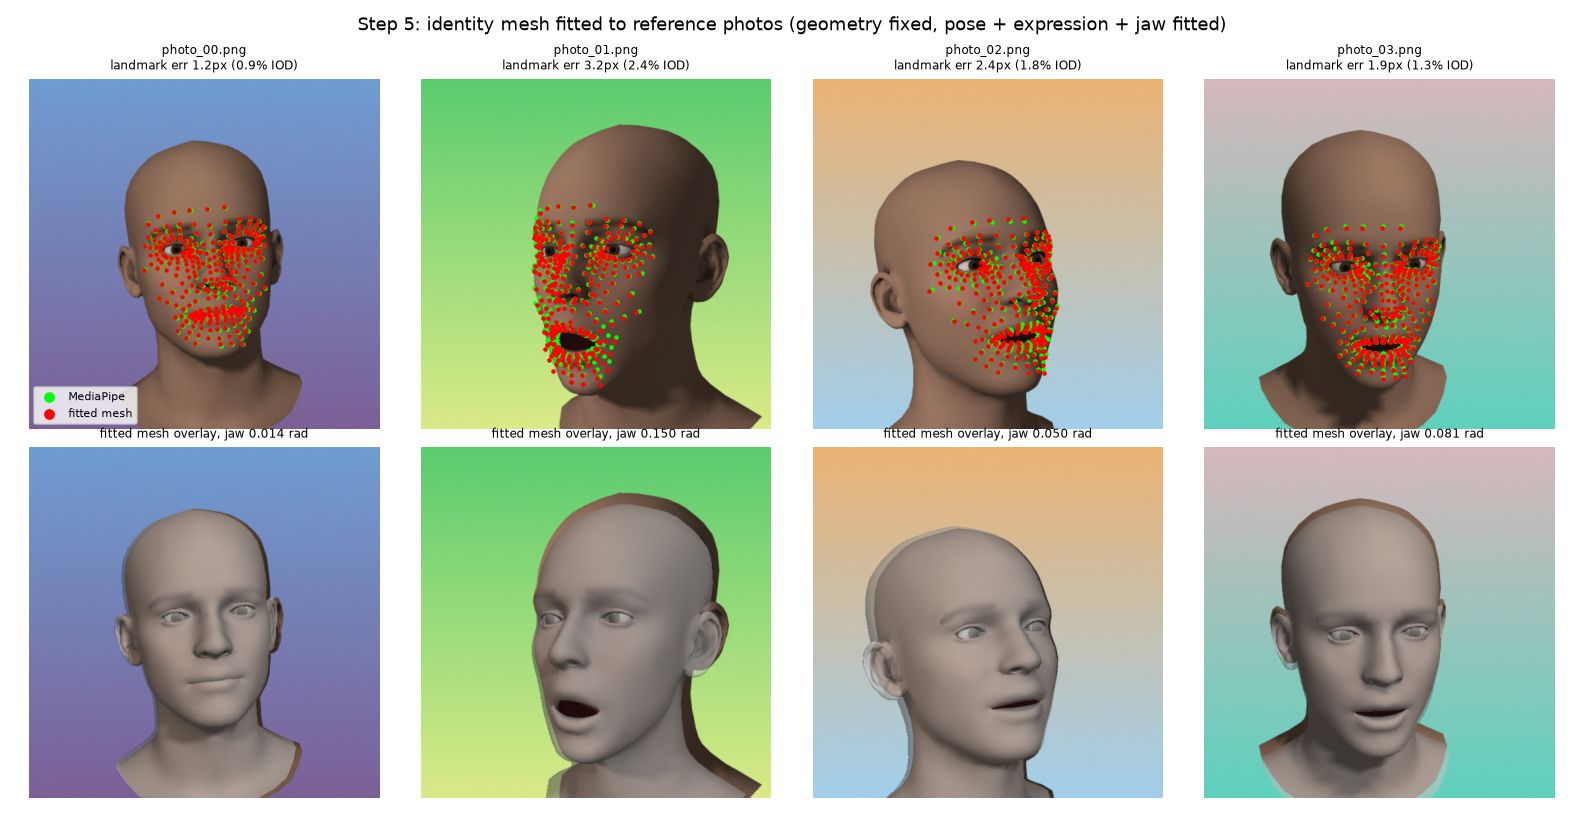 Step 5: identity mesh fitted to reference photos (geometry fixed, pose + expression + jaw fitted)
photo_00.png
landmark err 1.2px (0.9% IOD)
photo_01.png
landmark err 3.2px (2.4% IOD)
photo_02.png
landmark err 2.4px (1.8% IOD)
photo_03.png
landmark err 1.9px (1.3% IOD)
MediaPipe
fitted mesh
fitted mesh overlay, jaw 0.014 rad
fitted mesh overlay, jaw 0.150 rad
fitted mesh overlay, jaw 0.050 rad
fitted mesh overlay, jaw 0.081 rad